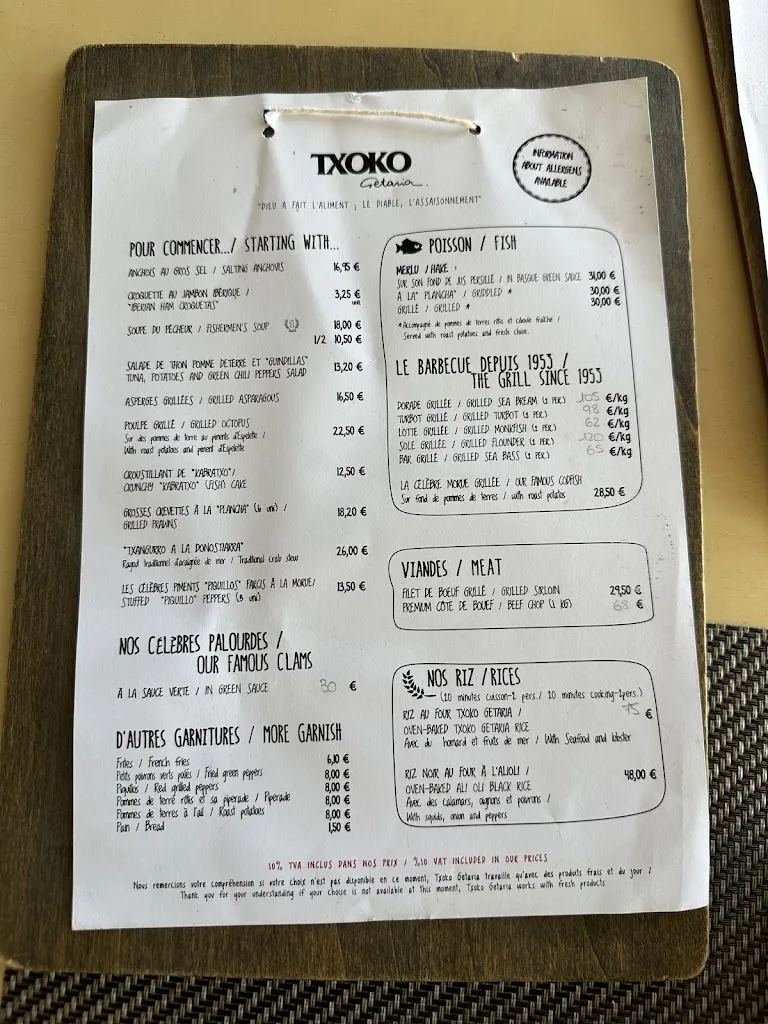 TXOKO
Getaria
INFORMATION
ABOUT ALLERGENS
AVAILABLE
"DIEU A FAIT L'ALIMENT ; LE DIABLE, L'ASSAISONNEMENT"
POUR COMMENCER.../ STARTING WITH...
ANCHOIS AU GROS SEL / SALTING ANCHOVIS 16,95 €
CROQUETTE AU JAMBON IBÉRIQUE / 3,25 €
"IBERIAN HAM CROQUETAS"
SOUPE DU PÉCHEUR / FISHERMEN'S SOUP 18,00 €
1/2 10,50 €
SALADE DE THON POMME DETERRE ET "GUINDILLAS" 13,20 €
TUNA, POTATOES AND GREEN CHILI PEPPERS SALAD
ASPERGES GRILLÉES / GRILLED ASPARAGOUS 16,50 €
POULPE GRILLÉ / GRILLED OCTOPUS 22,50 €
Sur des pommes de terre au piments d'Espelette /
With roast potatoes and piment d'Espelette
CROUSTILLANT DE "KABRATXO"/ 12,50 €
CRUNCHY "KABRATXO" (FISH) CAKE
GROSSES CREVETTES À LA "PLANCHA" (6 uni) / 18,20 €
GRILLED PRAWNS
"TXANGURRO A LA DONOSTIARRA" 26,00 €
Ragout traditionnel d'araignée de mer / Traditional crab stew
LES CÉLÈBRES PIMENTS "PIQUILLOS" FARCIS À LA MORUE/ 13,50 €
STUFFED "PIQUILLO" PEPPERS (3 uni)
NOS CÉLÈBRES PALOURDES /
OUR FAMOUS CLAMS
À LA SAUCE VERTE / IN GREEN SAUCE 30 €
D'AUTRES GARNITURES / MORE GARNISH
Frites / French fries 6,10 €
Petits poivrons verts poêlés / Fried green peppers 8,00 €
Piquillos / Red grilled peppers 8,00 €
Pommes de terre rôtis et sa piperade / Piperade 8,00 €
Pommes de terres à l'ail / Roast potatoes 8,00 €
Pain / Bread 1,50 €
POISSON / FISH
MERLU / HAKE :
SUR SON FOND DE JUS PERSILLÉ / IN BASQUE GREEN SAUCE 31,00 €
A LA" PLANCHA" / GRIDDLED * 30,00 €
GRILLÉ / GRILLED * 30,00 €
*Accompagné de pommes de terres rôtis et ciboule fraîche /
Served with roast potatoes and fresh chive.
LE BARBECUE DEPUIS 1953 /
THE GRILL SINCE 1953
DORADE GRILLÉE / GRILLED SEA BREAM (2 PER.) 105 €/kg
TURBOT GRILLÉ / GRILLED TURBOT (2 PER.) 98 €/kg
LOTTE GRILLÉE / GRILLED MONKFISH (2 PER.) 62 €/kg
SOLE GRILLÉE / GRILLED FLOUNDER (2 PER.) 120 €/kg
BAR GRILLÉ / GRILLED SEA BASS (2 PER.) 65 €/kg
LA CÉLÈBRE MORUE GRILLÉE / OUR FAMOUS CODFISH
Sur fond de pommes de terres / with roast potatos 28,50 €
VIANDES / MEAT
FILET DE BOEUF GRILLÉ / GRILLED SIRLOIN 29,50 €
PREMIUM CÔTE DE BOUEF / BEEF CHOP (1 KG) 68 €
NOS RIZ / RICES
(20 minutes cuisson-2 pers./ 20 minutes cooking-2pers.)
RIZ AU FOUR TXOKO GETARIA / 75 €
OVEN-BAKED TXOKO GETARIA RICE
Avec du homard et fruits de mer / With Seafood and lobster
RIZ NOIR AU FOUR À L'ALIOLI / 48,00 €
OVEN-BAKED ALI OLI BLACK RICE
Avec des calamars, oignons et poivrons /
With squids, onion and peppers
10% TVA INCLUS DANS NOS PRIX / %10 VAT INCLUDED IN OUR PRICES
Nous remercions votre compréhension si votre choix n'est pas disponible en ce moment, Txoko Getaria travaille qu'avec des produits frais et du jour /
Thank you for your understanding if your choise is not available at this moment, Txoko Getaria works with fresh products